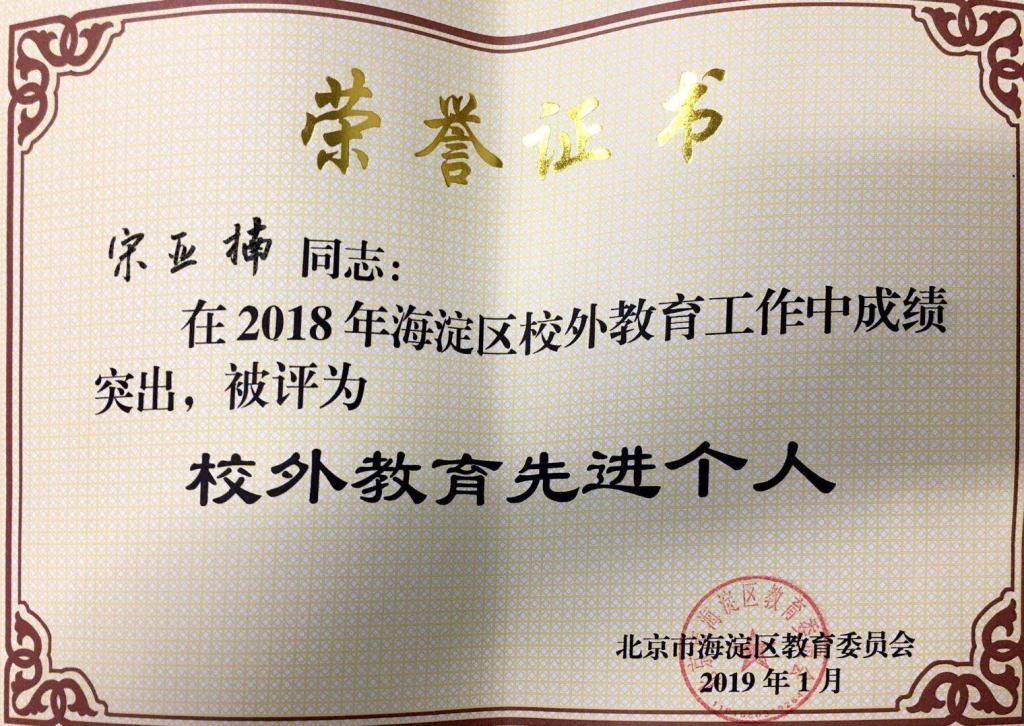 荣誉证书
宋亚楠 同志：
在2018年海淀区校外教育工作中成绩
突出，被评为
校外教育先进个人
北京市海淀区教育委员会
2019年1月